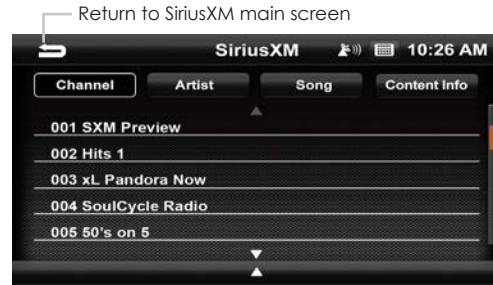 Return to SiriusXM main screen
SiriusXM 10:26 AM
Channel Artist Song Content Info
001 SXM Preview
002 Hits 1
003 xL Pandora Now
004 SoulCycle Radio
005 50's on 5